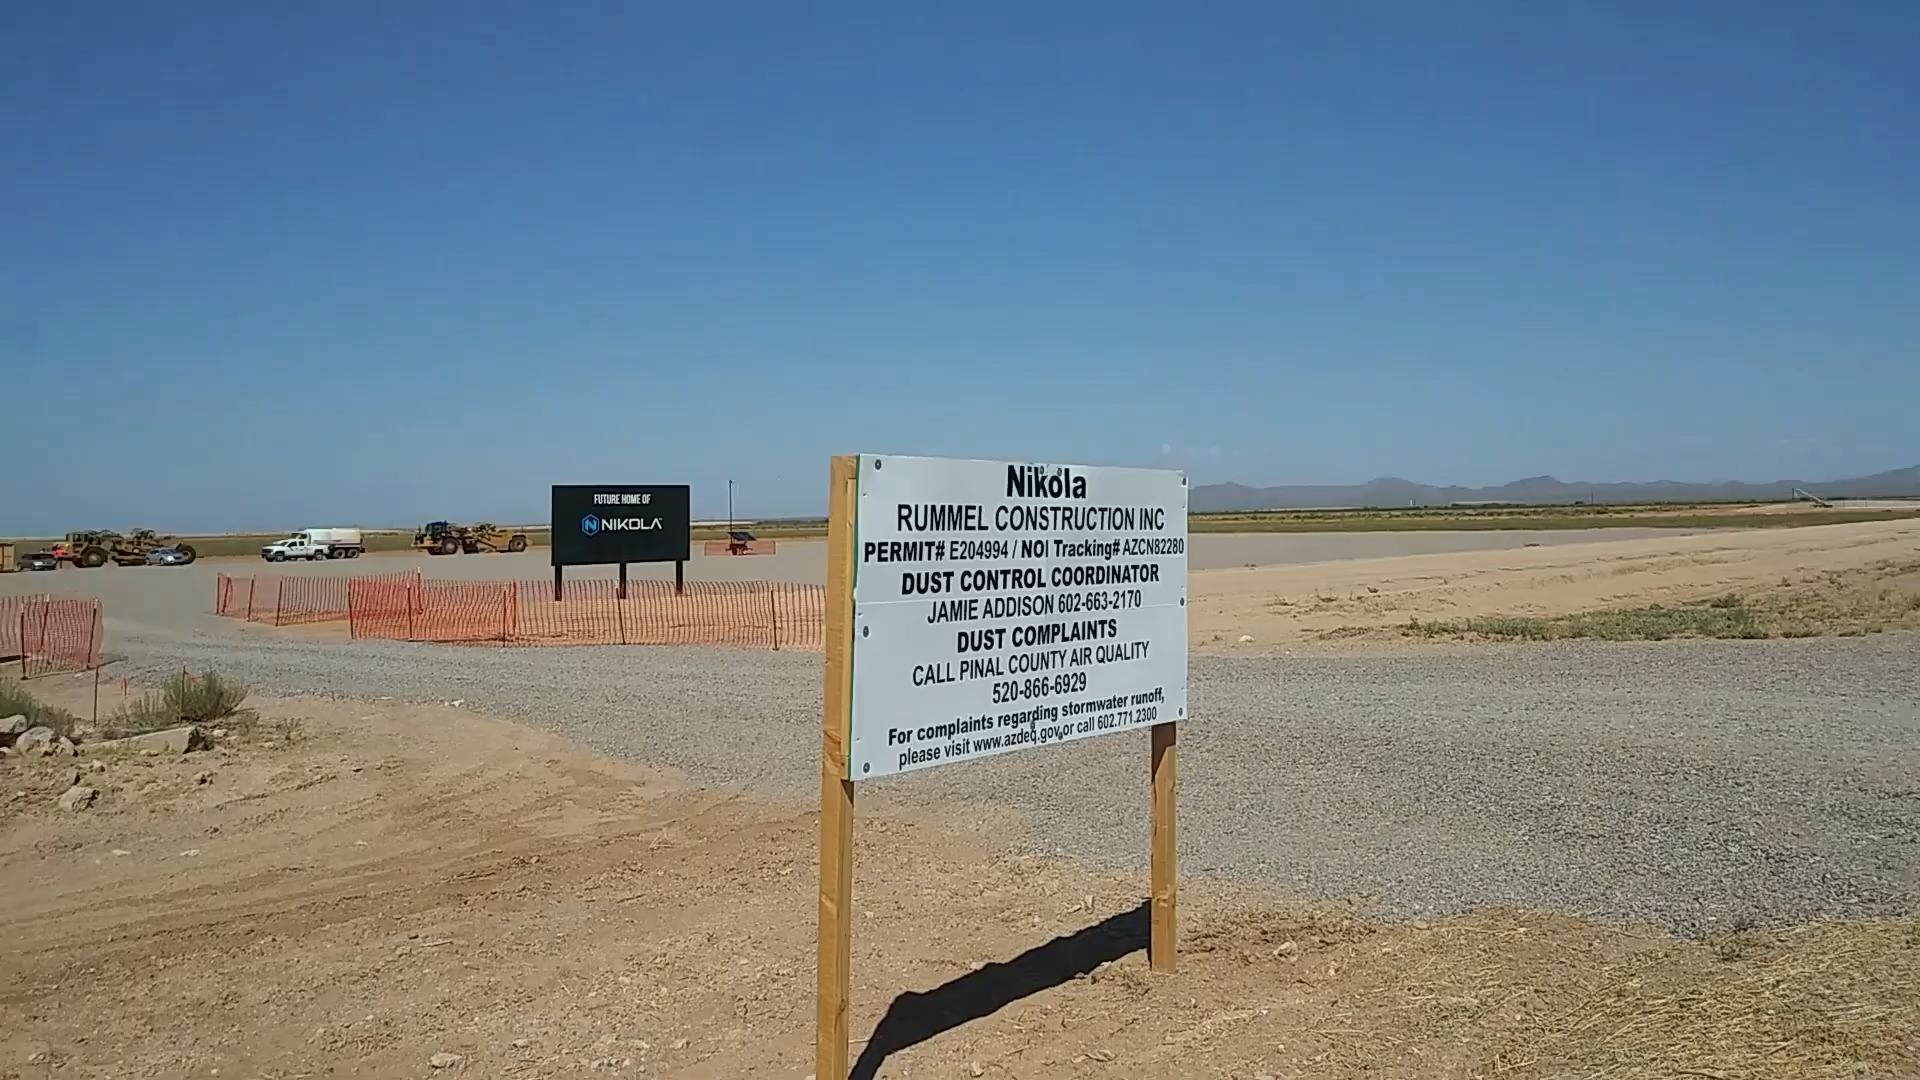 FUTURE HOME OF
NIKOLA
Nikola
RUMMEL CONSTRUCTION INC
PERMIT# E204994 / NOI Tracking# AZCN82280
DUST CONTROL COORDINATOR
JAMIE ADDISON 602-663-2170
DUST COMPLAINTS
CALL PINAL COUNTY AIR QUALITY
520-866-6929
For complaints regarding stormwater runoff,
please visit www.azdeq.gov or call 602.771.2300